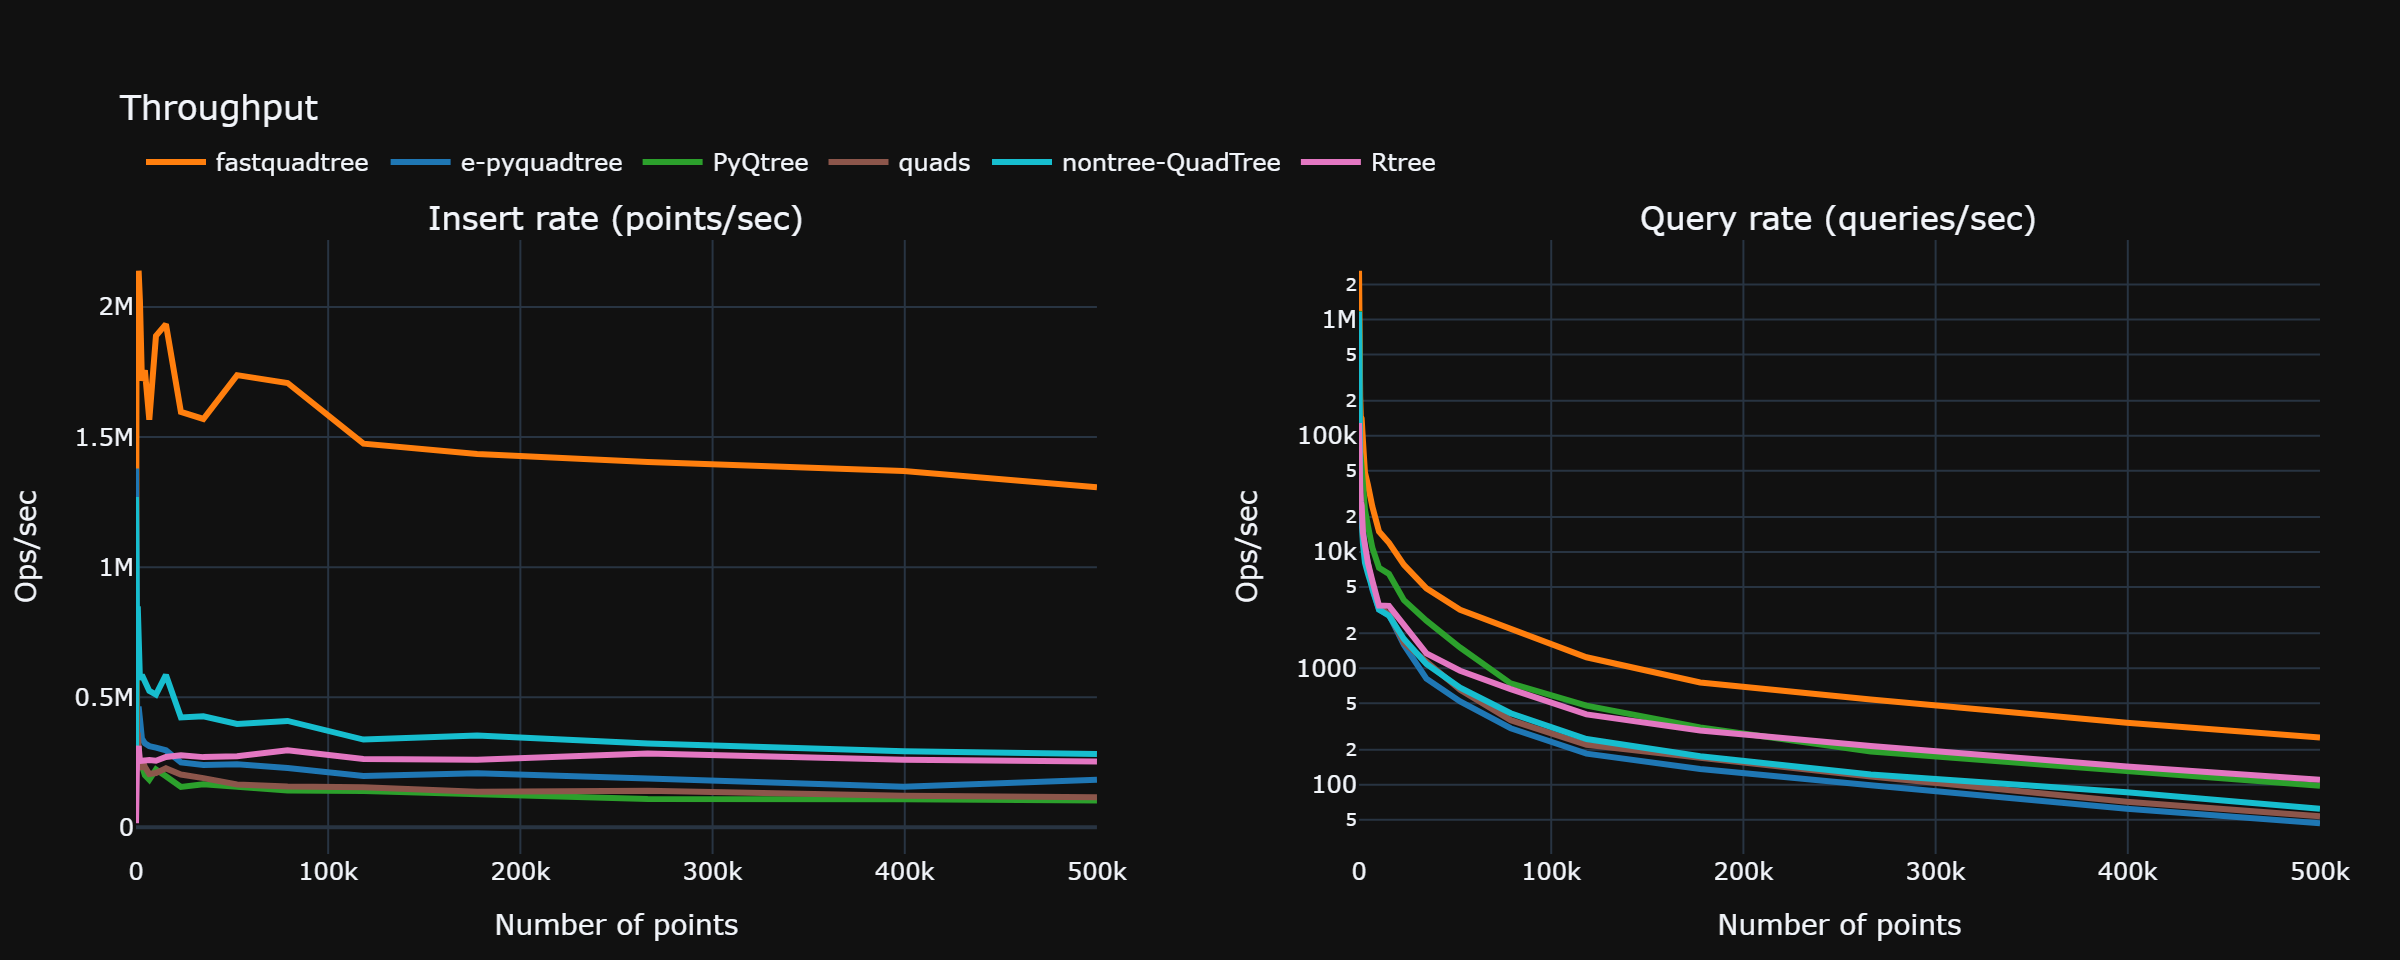 Throughput
fastquadtree e-pyquadtree PyQtree quads nontree-QuadTree Rtree
Insert rate (points/sec)
2M
1.5M
1M
0.5M
0
Ops/sec
0 100k 200k 300k 400k 500k
Number of points
Query rate (queries/sec)
2
1M
5
2
100k
5
2
10k
5
2
1000
5
2
100
5
Ops/sec
0 100k 200k 300k 400k 500k
Number of points